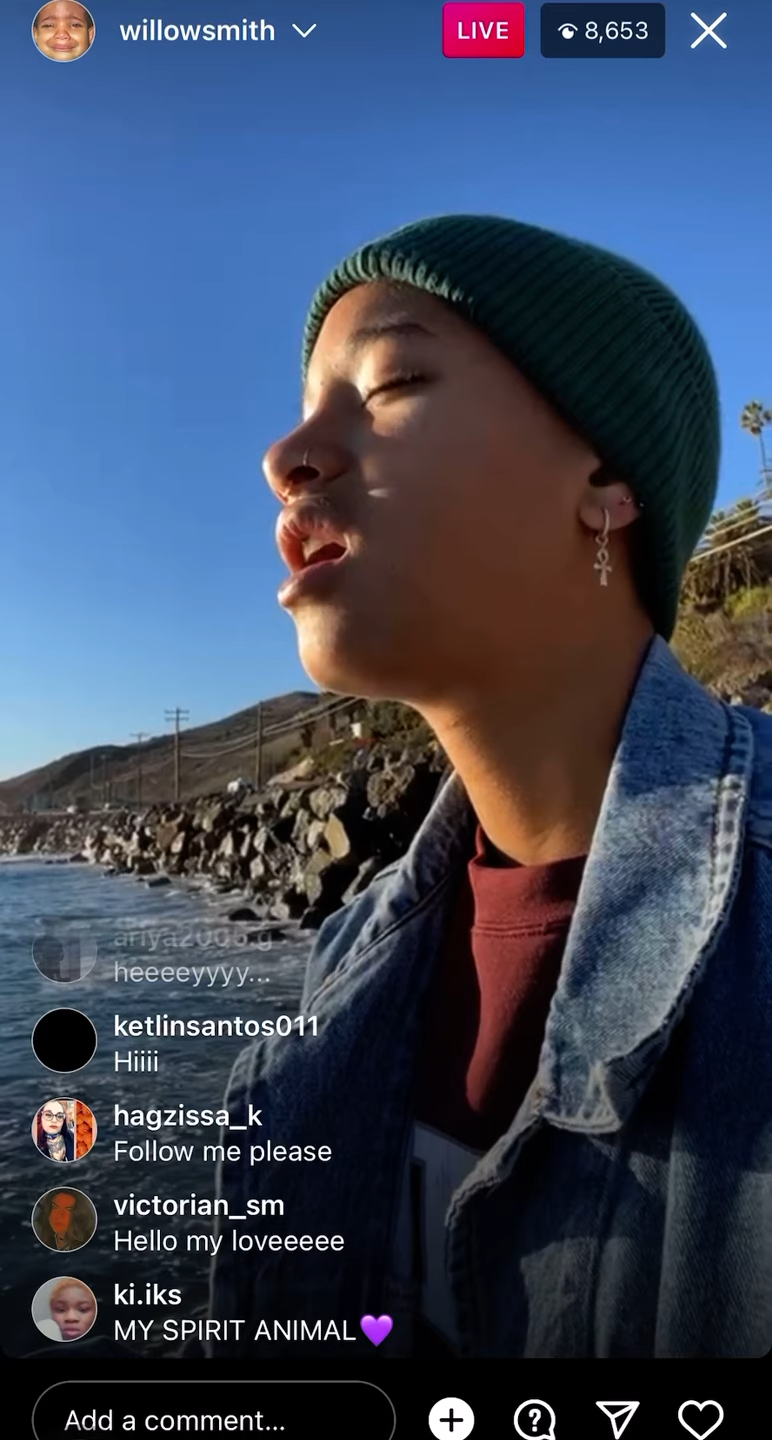 willowsmith
LIVE
8,653
ariya2005.g
heeeeyyyy...
ketlinsantos011
Hiiii
hagzissa_k
Follow me please
victorian_sm
Hello my loveeeee
ki.iks
MY SPIRIT ANIMAL💜
Add a comment...